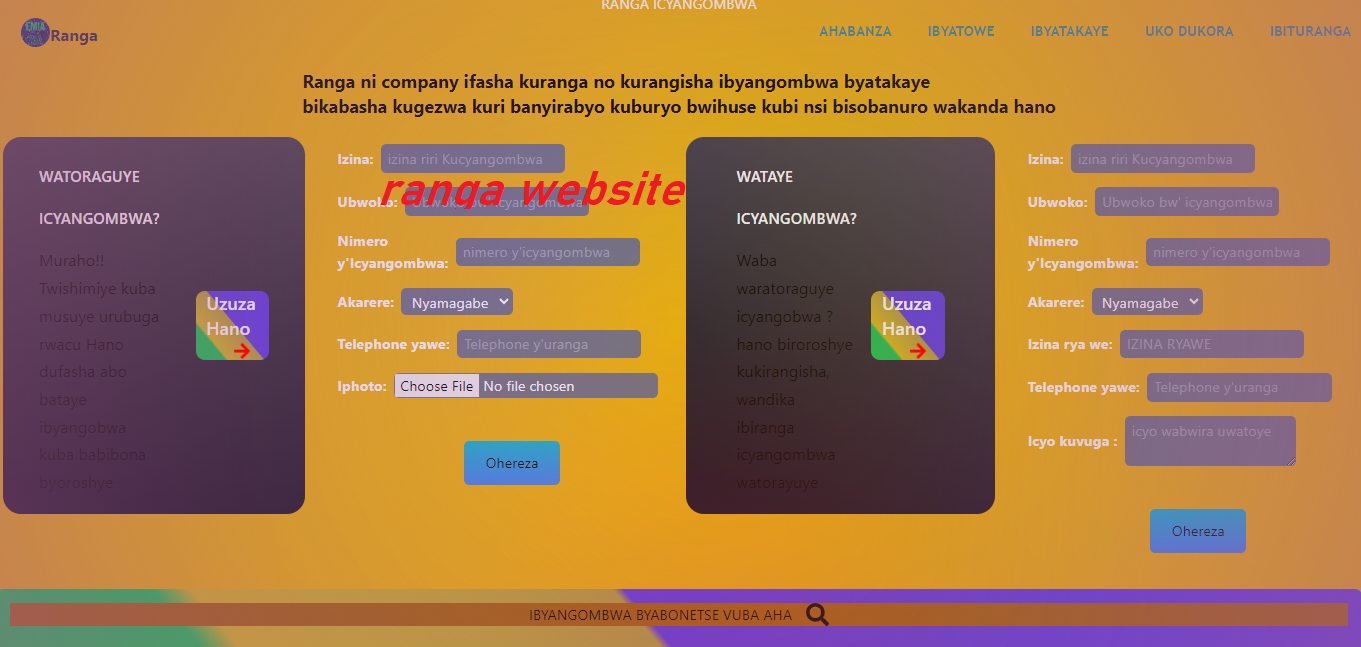 RANGA ICYANGOMBWA
Ranga
AHABANZA IBYATOWE IBYATAKAYE UKO DUKORA IBITURANGA
Ranga ni company ifasha kuranga no kurangisha ibyangombwa byatakaye
bikabasha kugezwa kuri banyirabyo kuburyo bwihuse kubi nsi bisobanuro wakanda hano
WATORAGUYE
ICYANGOMBWA?
Muraho!!
Twishimiye kuba
musuye urubuga
rwacu Hano
dufasha abo
bataye
ibyangobwa
kuba babibona
byoroshye
Uzuza
Hano
Izina: izina riri Kucyangombwa
ranga website
Ubwoko: Ubwoko bw' icyangombwa
Nimero
y'Icyangombwa: nimero y'icyangombwa
Akarere: Nyamagabe
Telephone yawe: Telephone y'uranga
Iphoto: Choose File No file chosen
Ohereza
WATAYE
ICYANGOMBWA?
Waba
waratoraguye
icyangobwa ?
hano biroroshye
kukirangisha,
wandika
ibiranga
icyangombwa
watorayuye
Uzuza
Hano
Izina: izina riri Kucyangombwa
Ubwoko: Ubwoko bw' icyangombwa
Nimero
y'Icyangombwa: nimero y'icyangombwa
Akarere: Nyamagabe
Izina rya we: IZINA RYAWE
Telephone yawe: Telephone y'uranga
Icyo kuvuga : icyo wabwira uwatoye
Ohereza
IBYANGOMBWA BYABONETSE VUBA AHA